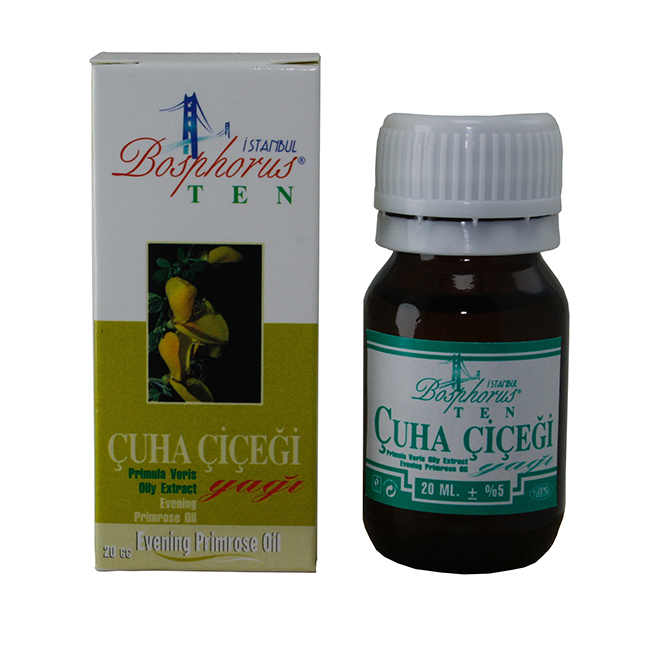 İSTANBUL
Bosphorus®
TEN
ÇUHA ÇİÇEĞİ
Primula Veris
Oily Extract
yağı
Evening
Primrose Oil
20 cc
Evening Primrose Oil
İSTANBUL
Bosphorus®
TEN
ÇUHA ÇİÇEĞİ
Primula Veris Oily Extract
Evening Primrose Oil
yağı
20 ML. ± %5